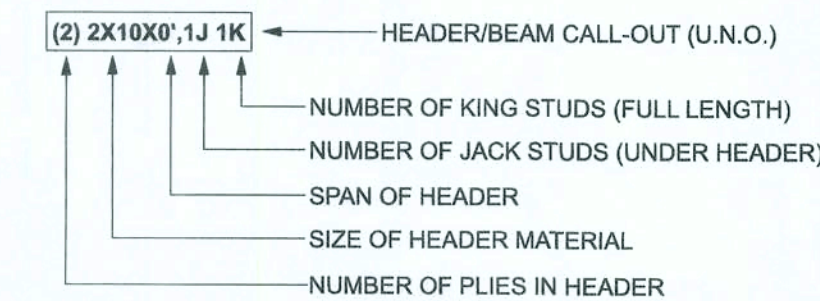 (2) 2X10X0',1J 1K HEADER/BEAM CALL-OUT (U.N.O.)
NUMBER OF KING STUDS (FULL LENGTH)
NUMBER OF JACK STUDS (UNDER HEADER)
SPAN OF HEADER
SIZE OF HEADER MATERIAL
NUMBER OF PLIES IN HEADER